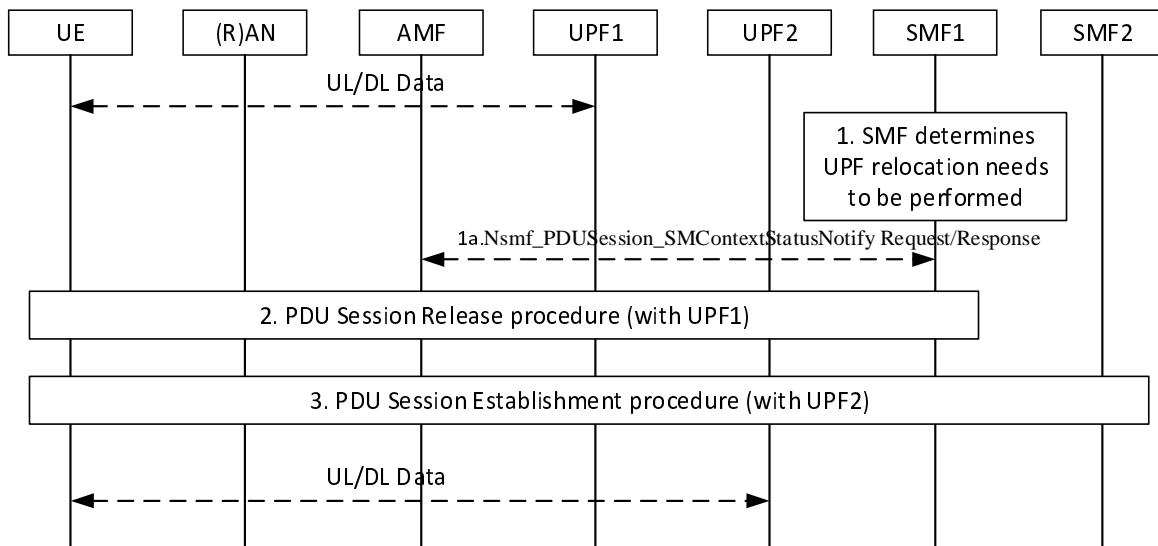 UE
(R)AN
AMF
UPF1
UPF2
SMF1
SMF2
UL/DL Data
1. SMF determines
UPF relocation needs
to be performed
1a.Nsmf_PDUSession_SMContextStatusNotify Request/Response
2. PDU Session Release procedure (with UPF1)
3. PDU Session Establishment procedure (with UPF2)
UL/DL Data